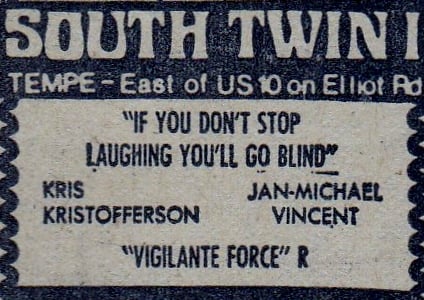 SOUTH TWIN I
TEMPE - East of US 10 on Elliot Rd
"IF YOU DON'T STOP
LAUGHING YOU'LL GO BLIND"
KRIS JAN-MICHAEL
KRISTOFFERSON VINCENT
"VIGILANTE FORCE" R